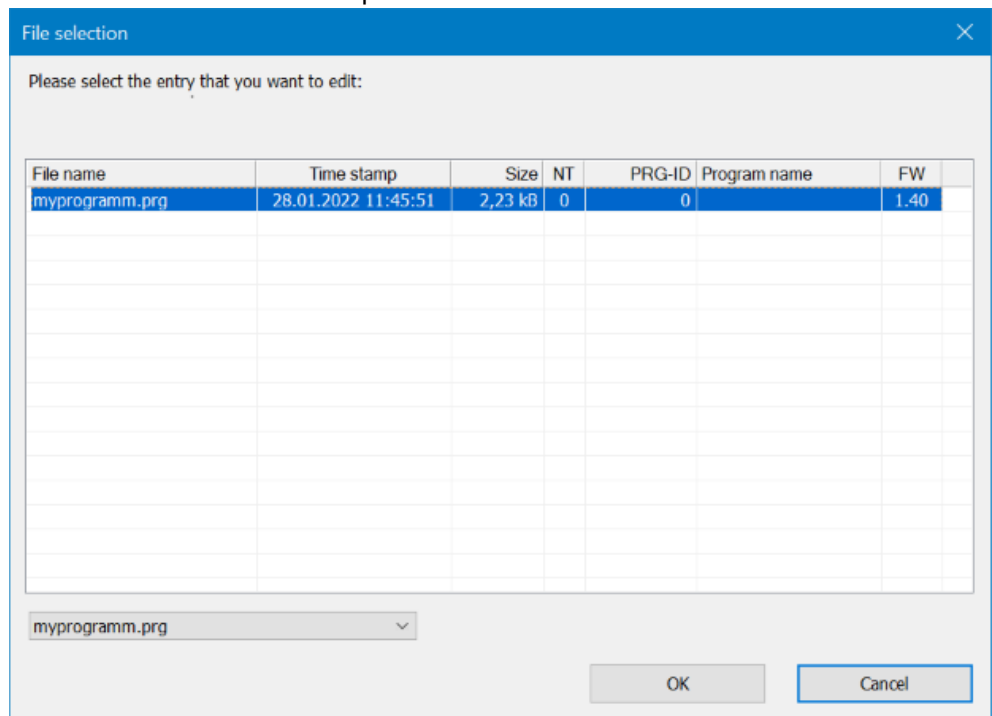 File selection
Please select the entry that you want to edit:
File name Time stamp Size NT PRG-ID Program name FW
myprogramm.prg 28.01.2022 11:45:51 2,23 kB 0 0 1.40
myprogramm.prg
OK Cancel